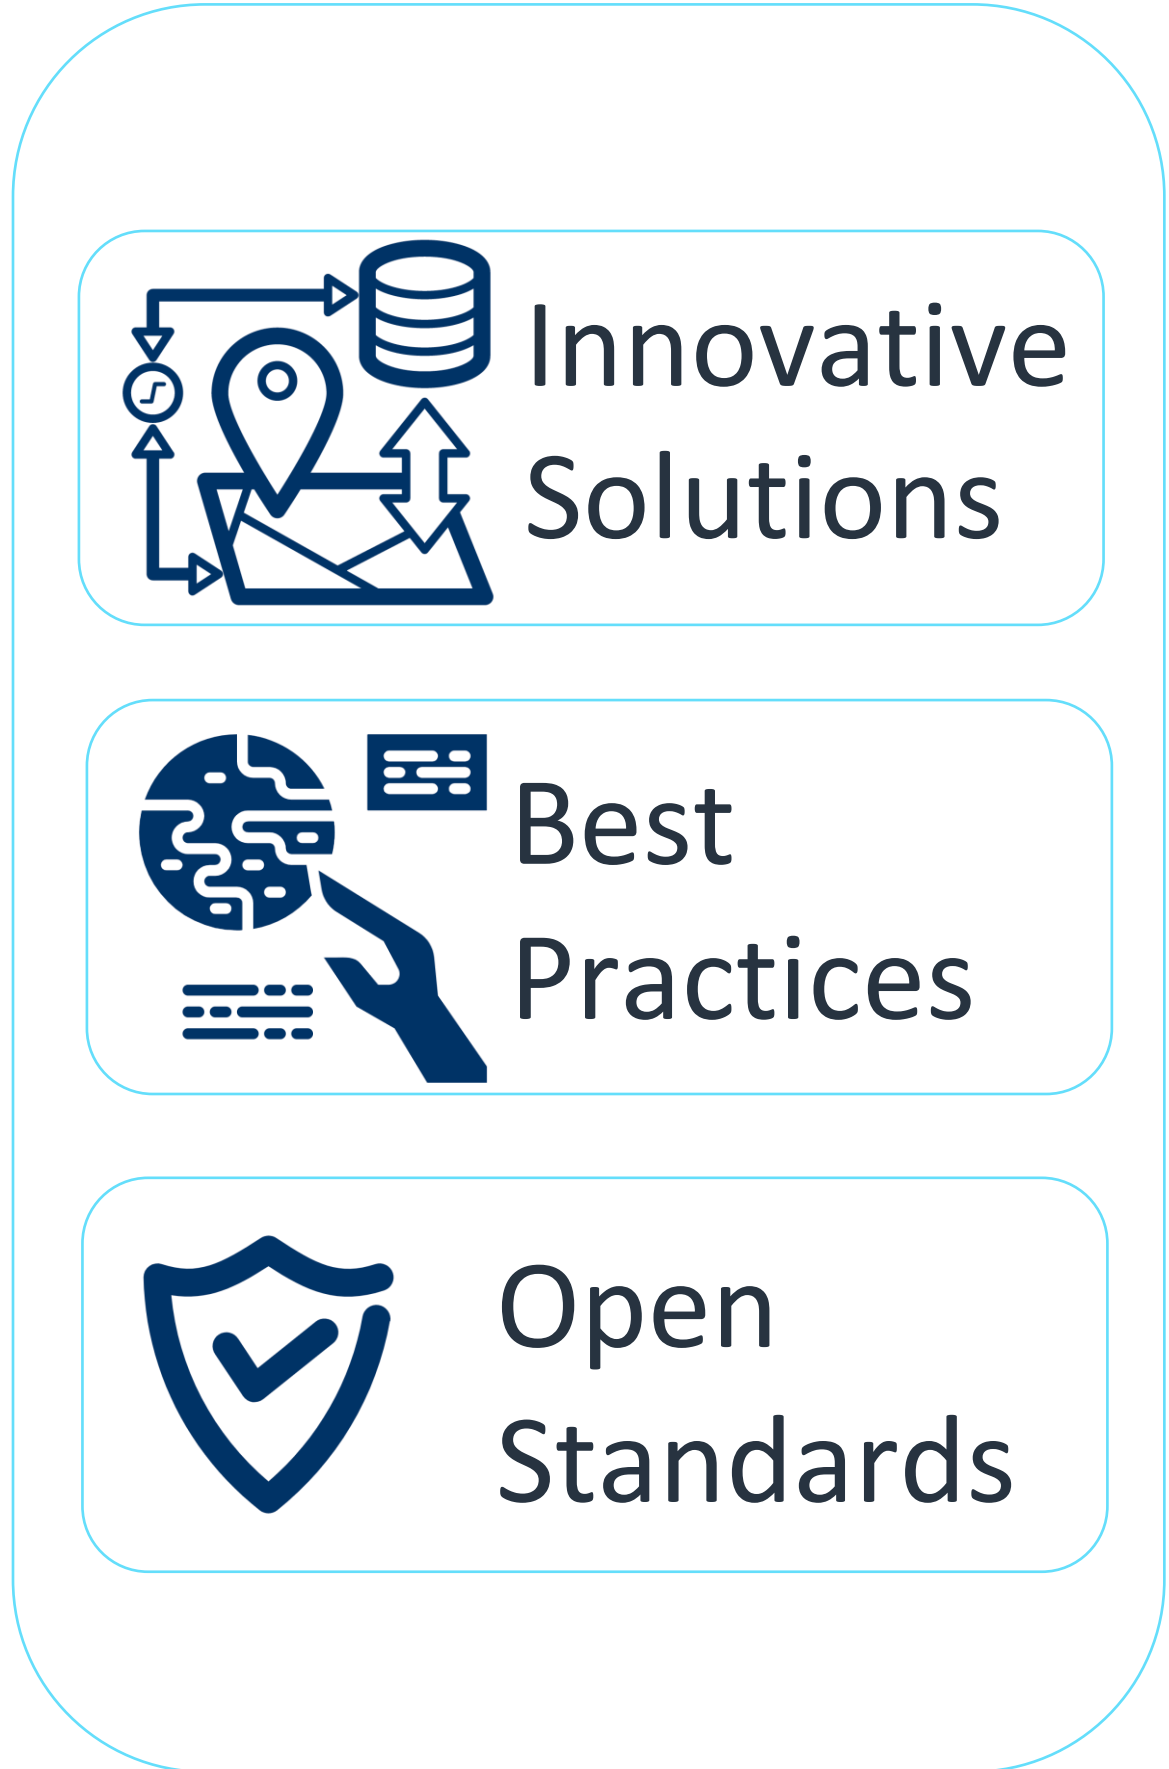 Innovative
Solutions
Best
Practices
Open
Standards